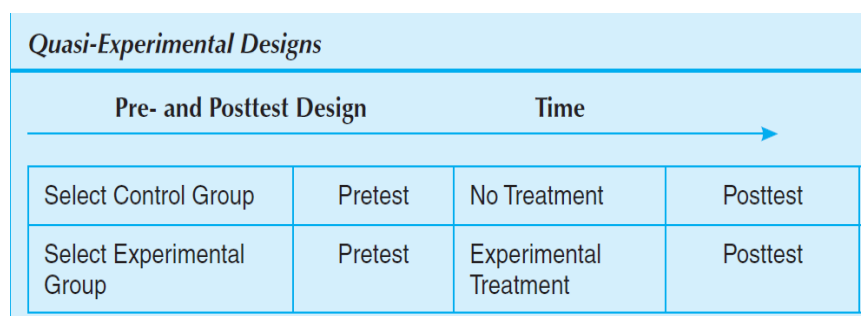 Quasi-Experimental Designs
Pre- and Posttest Design Time
Select Control Group Pretest No Treatment Posttest
Select Experimental Pretest Experimental Posttest
Group Treatment